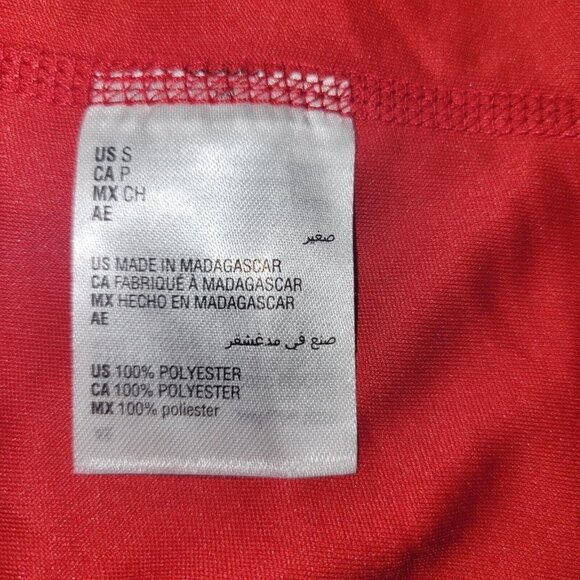 US S
CA P
MX CH
AE
صغير
US MADE IN MADAGASCAR
CA FABRIQUÉ À MADAGASCAR
MX HECHO EN MADAGASCAR
AE
صنع في مدغشقر
US 100% POLYESTER
CA 100% POLYESTER
MX 100% poliester